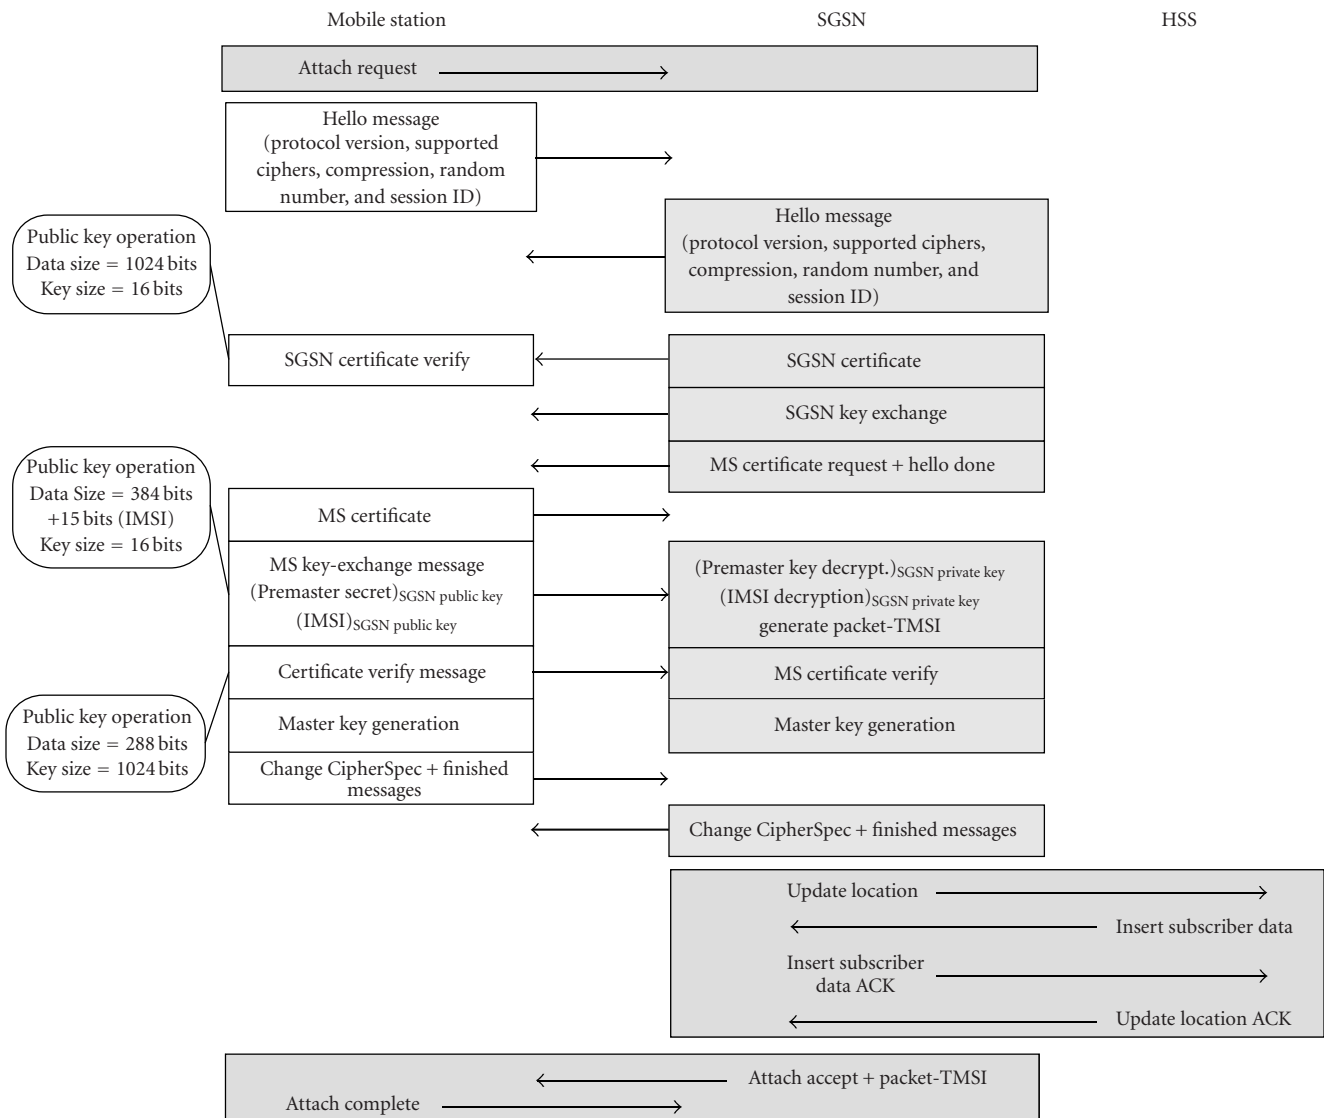 Mobile station
SGSN
HSS
Attach request
Hello message
(protocol version, supported
ciphers, compression, random
number, and session ID)
Hello message
(protocol version, supported ciphers,
compression, random number, and
session ID)
Public key operation
Data size = 1024 bits
Key size = 16 bits
SGSN certificate verify
SGSN certificate
SGSN key exchange
MS certificate request + hello done
Public key operation
Data Size = 384 bits
+15 bits (IMSI)
Key size = 16 bits
MS certificate
MS key-exchange message
(Premaster secret)SGSN public key
(IMSI)SGSN public key
(Premaster key decrypt.)SGSN private key
(IMSI decryption)SGSN private key
generate packet-TMSI
Certificate verify message
MS certificate verify
Public key operation
Data size = 288 bits
Key size = 1024 bits
Master key generation
Master key generation
Change CipherSpec + finished
messages
Change CipherSpec + finished messages
Update location
Insert subscriber data
Insert subscriber
data ACK
Update location ACK
Attach accept + packet-TMSI
Attach complete